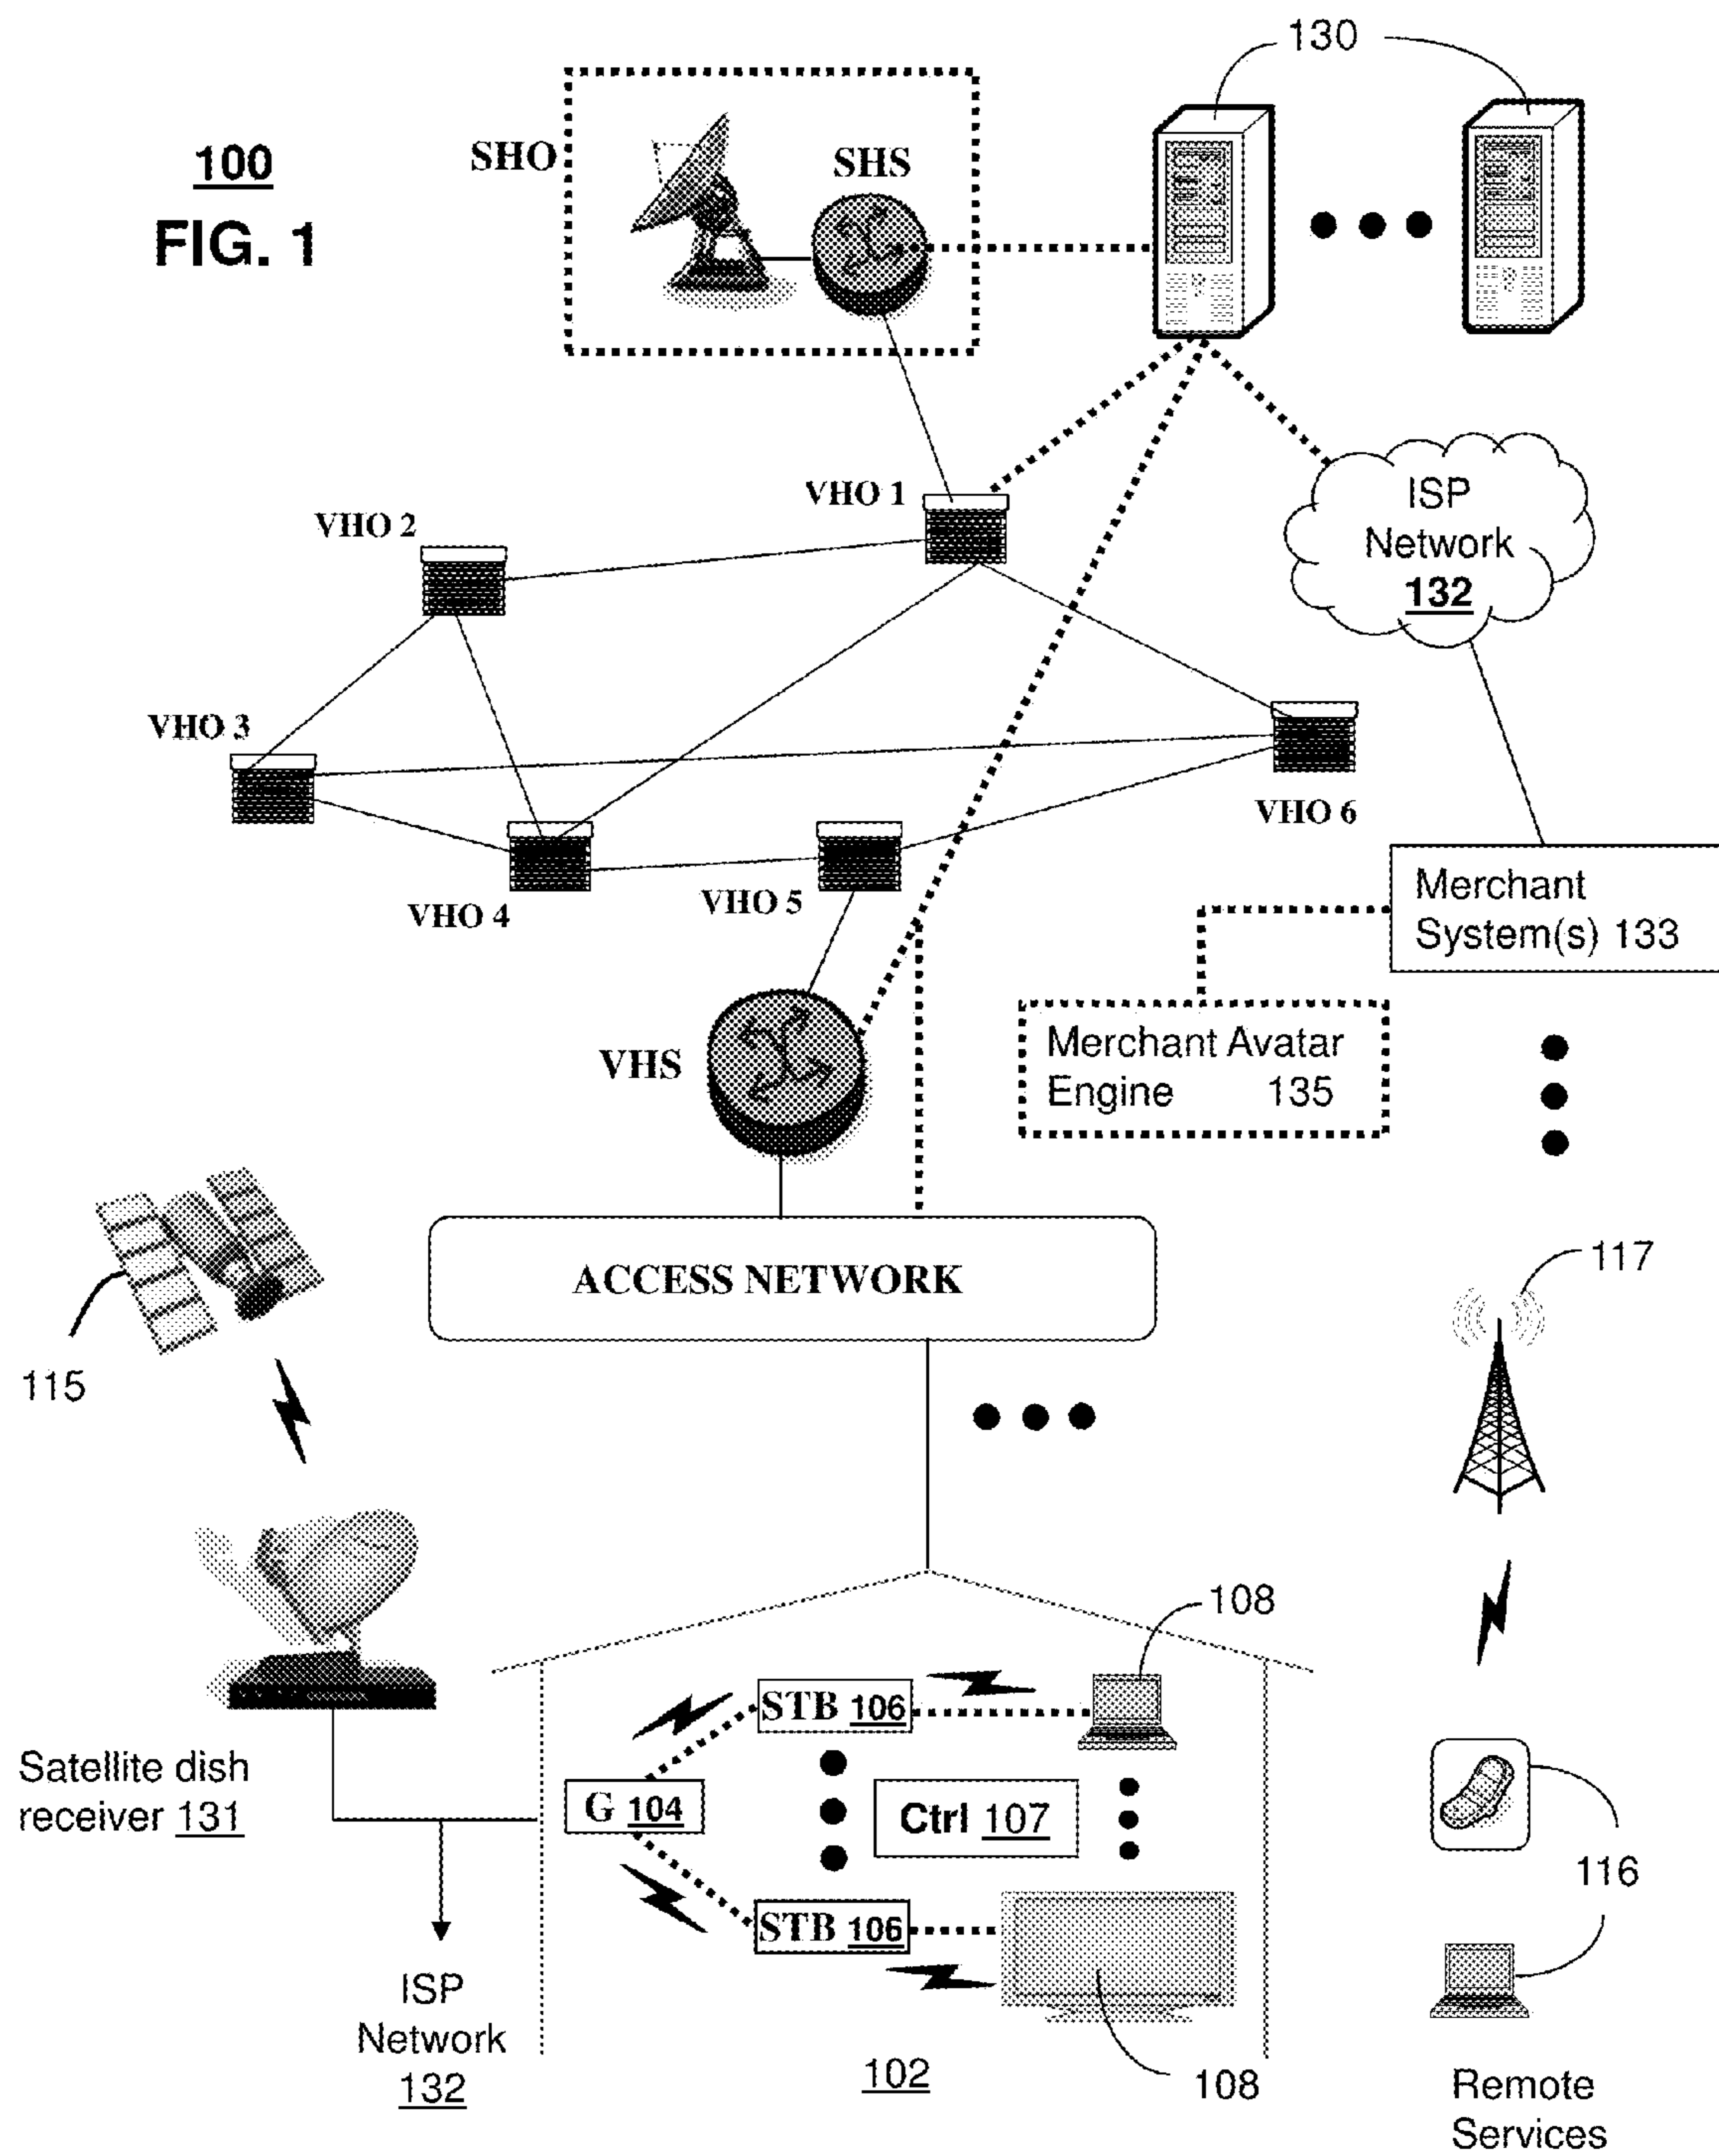 130
100
FIG. 1
SHO
SHS
VHO 1
ISP
Network
132
VHO 2
VHO 3
VHO 6
VHO 4
VHO 5
Merchant
System(s) 133
Merchant Avatar
Engine 135
VHS
ACCESS NETWORK
117
115
108
STB 106
Satellite dish
receiver 131
G 104
Ctrl 107
116
STB 106
ISP
Network
132
102
108
Remote
Services